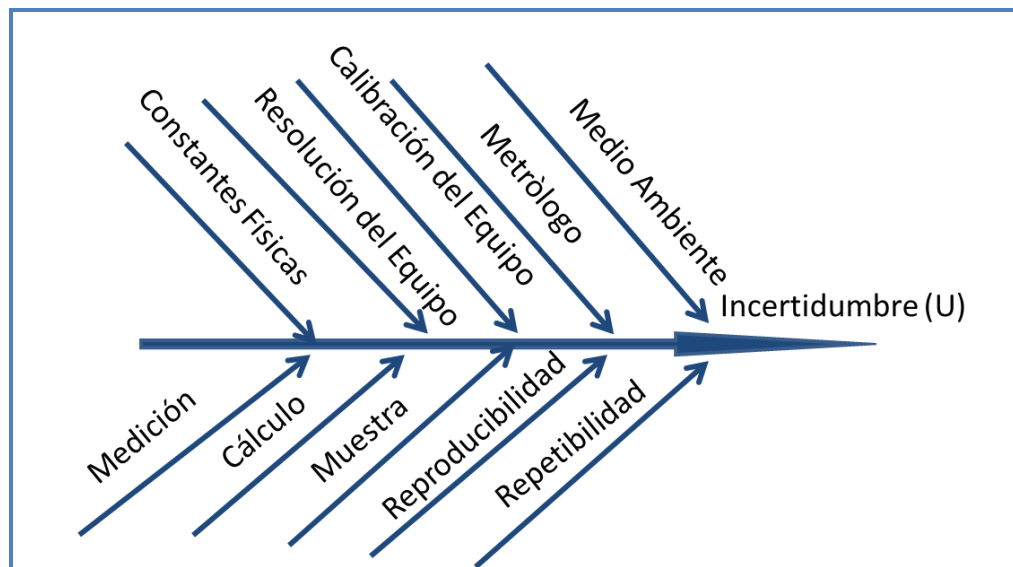 Constantes Físicas
Resolución del Equipo
Calibración del Equipo
Metròlogo
Medio Ambiente
Incertidumbre (U)
Medición
Cálculo
Muestra
Reproducibilidad
Repetibilidad